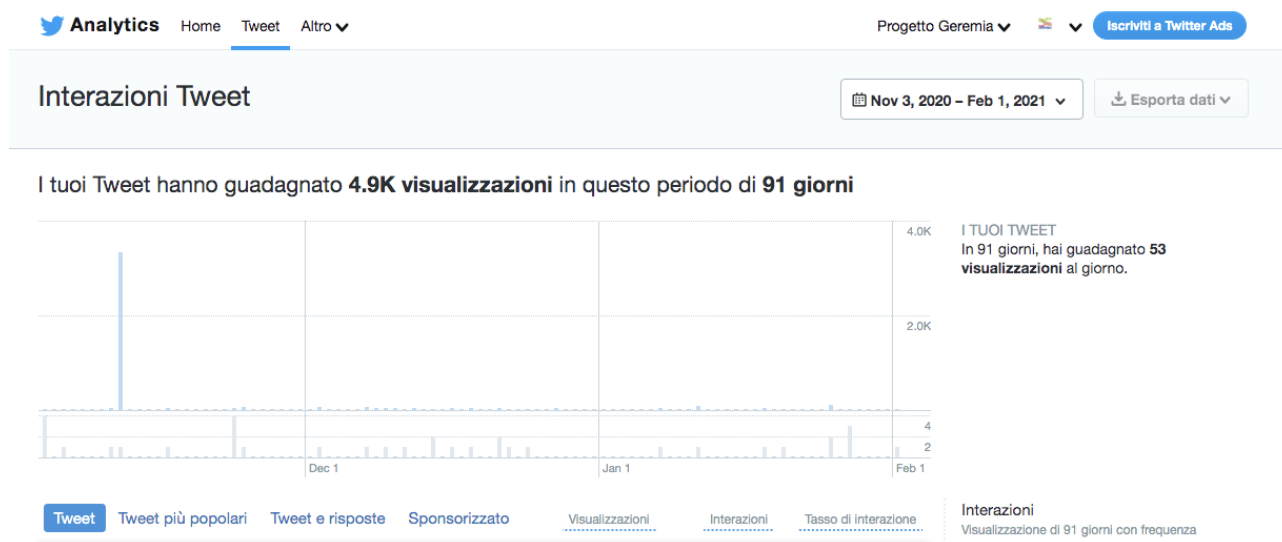 Analytics Home Tweet Altro Progetto Geremia Iscriviti a Twitter Ads
Interazioni Tweet Nov 3, 2020 – Feb 1, 2021 Esporta dati
I tuoi Tweet hanno guadagnato 4.9K visualizzazioni in questo periodo di 91 giorni
4.0K
2.0K
4
2
Dec 1 Jan 1 Feb 1
I TUOI TWEET
In 91 giorni, hai guadagnato 53
visualizzazioni al giorno.
Tweet Tweet più popolari Tweet e risposte Sponsorizzato Visualizzazioni Interazioni Tasso di interazione
Interazioni
Visualizzazione di 91 giorni con frequenza